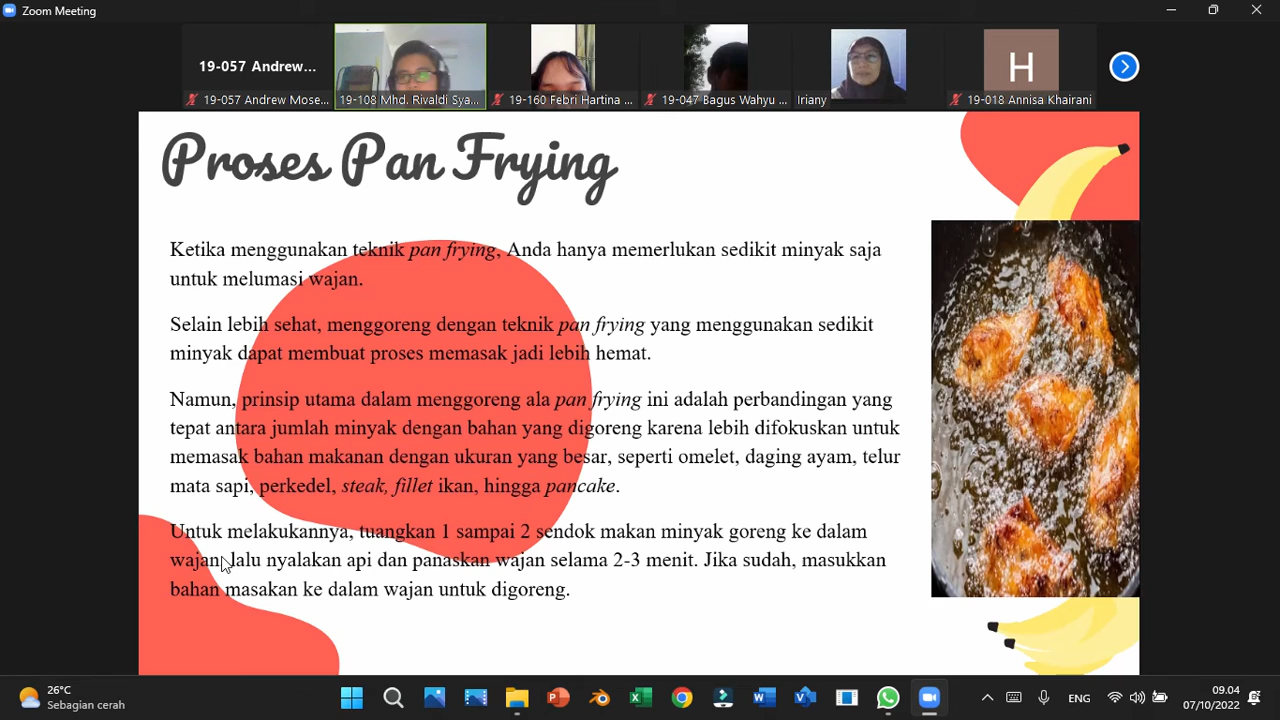 Zoom Meeting
19-057 Andrew...
19-057 Andrew Mose...
19-108 Mhd. Rivaldi Sya...
19-160 Febri Hartina ...
19-047 Bagus Wahyu ...
Iriany
H
19-018 Annisa Khairani
Proses Pan Frying
Ketika menggunakan teknik pan frying, Anda hanya memerlukan sedikit minyak saja
untuk melumasi wajan.
Selain lebih sehat, menggoreng dengan teknik pan frying yang menggunakan sedikit
minyak dapat membuat proses memasak jadi lebih hemat.
Namun, prinsip utama dalam menggoreng ala pan frying ini adalah perbandingan yang
tepat antara jumlah minyak dengan bahan yang digoreng karena lebih difokuskan untuk
memasak bahan makanan dengan ukuran yang besar, seperti omelet, daging ayam, telur
mata sapi, perkedel, steak, fillet ikan, hingga pancake.
Untuk melakukannya, tuangkan 1 sampai 2 sendok makan minyak goreng ke dalam
wajan, lalu nyalakan api dan panaskan wajan selama 2-3 menit. Jika sudah, masukkan
bahan masakan ke dalam wajan untuk digoreng.
26°C
Sebagian cerah
ENG
09.04
07/10/2022